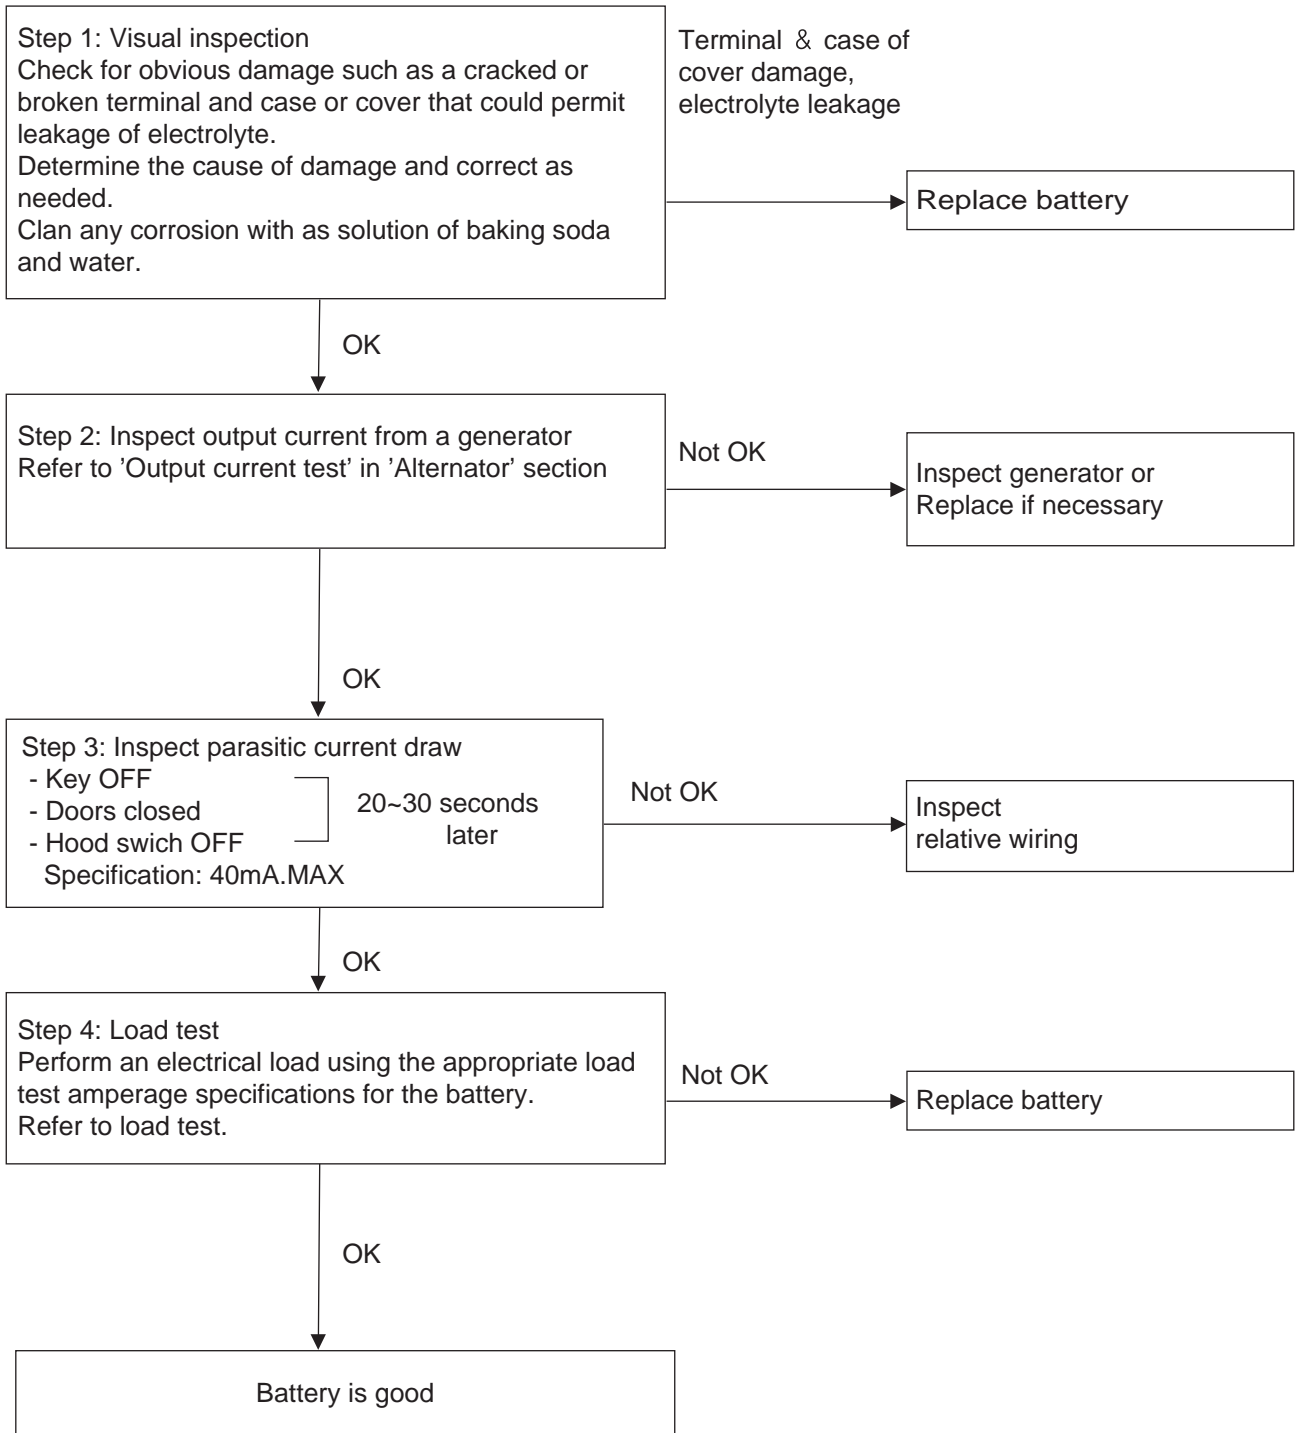 Step 1: Visual inspection
Check for obvious damage such as a cracked or
broken terminal and case or cover that could permit
leakage of electrolyte.
Determine the cause of damage and correct as
needed.
Clan any corrosion with as solution of baking soda
and water.
Terminal & case of
cover damage,
electrolyte leakage
Replace battery
OK
Step 2: Inspect output current from a generator
Refer to ’Output current test’ in ’Alternator’ section
Not OK
Inspect generator or
Replace if necessary
OK
Step 3: Inspect parasitic current draw
- Key OFF
- Doors closed
- Hood swich OFF
20~30 seconds
later
Specification: 40mA.MAX
Not OK
Inspect
relative wiring
OK
Step 4: Load test
Perform an electrical load using the appropriate load
test amperage specifications for the battery.
Refer to load test.
Not OK
Replace battery
OK
Battery is good